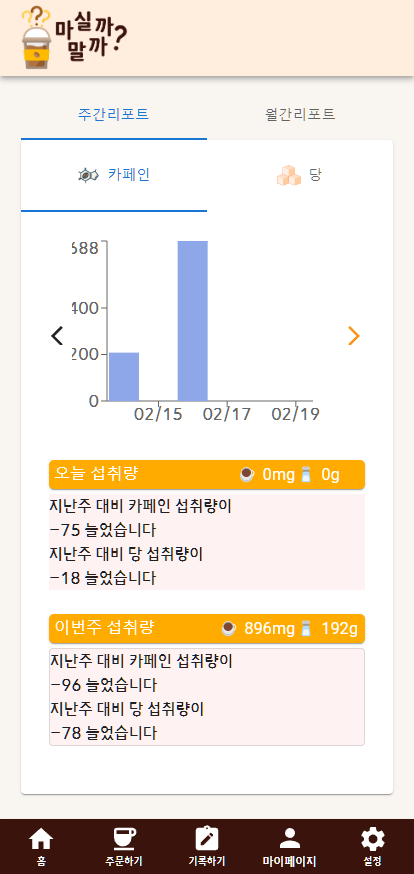 마실까
말까?
주간리포트 월간리포트
카페인 당
688
400
200
0
02/15 02/17 02/19
오늘 섭취량 0mg 0g
지난주 대비 카페인 섭취량이
-75 늘었습니다
지난주 대비 당 섭취량이
-18 늘었습니다
이번주 섭취량 896mg 192g
지난주 대비 카페인 섭취량이
-96 늘었습니다
지난주 대비 당 섭취량이
-78 늘었습니다
홈 주문하기 기록하기 마이페이지 설정